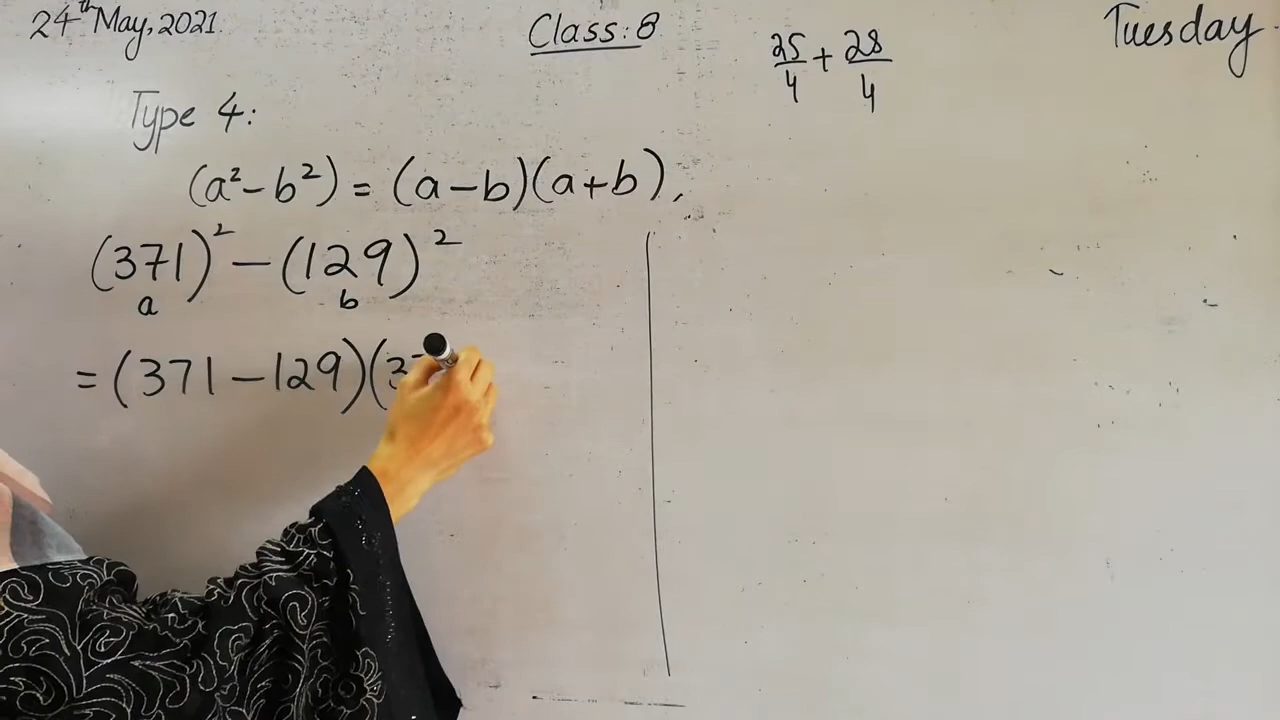 24th May, 2021.
Class: 8
Tuesday
25/4 + 28/4
Type 4:
(a² - b²) = (a - b)(a + b),
(371)² - (129)²
a b
= (371 - 129)(3